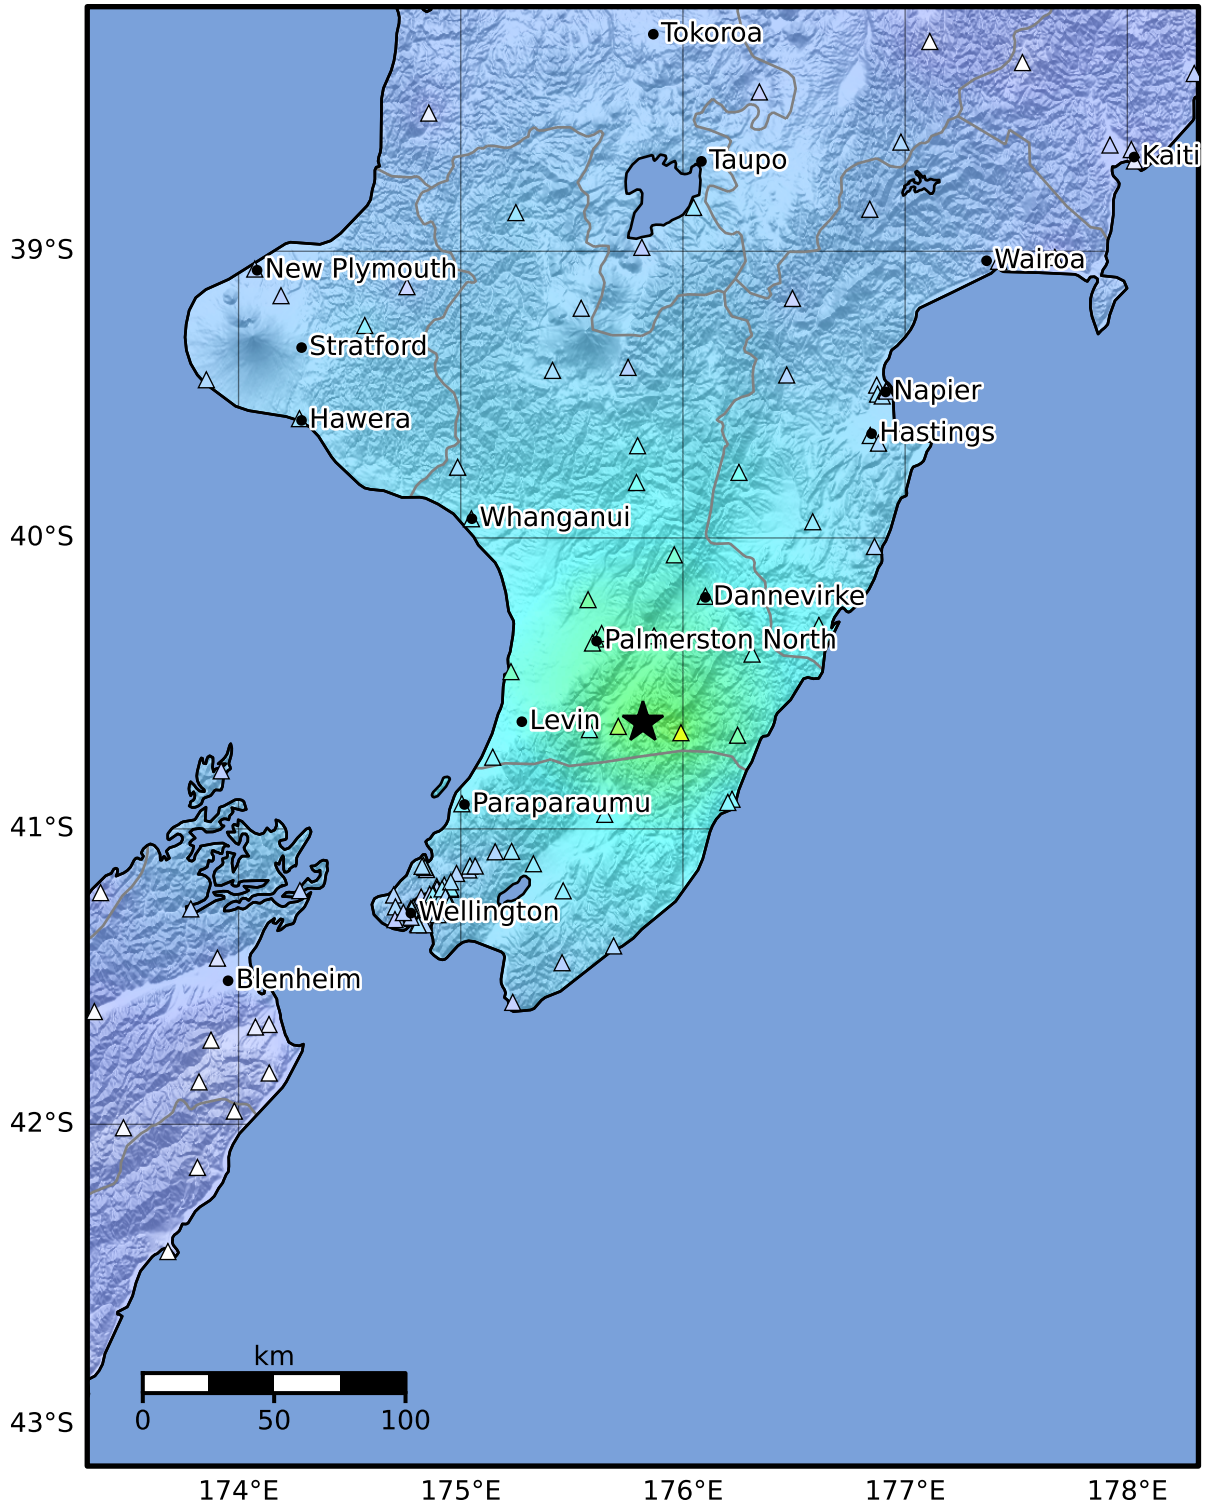 Tokoroa
Taupo
Kaiti
39°S
Wairoa
New Plymouth
Stratford
Napier
Hawera
Hastings
Whanganui
40°S
Dannevirke
Palmerston North
Levin
Paraparaumu
41°S
Wellington
Blenheim
42°S
km
0 50 100
43°S
174°E 175°E 176°E 177°E 178°E